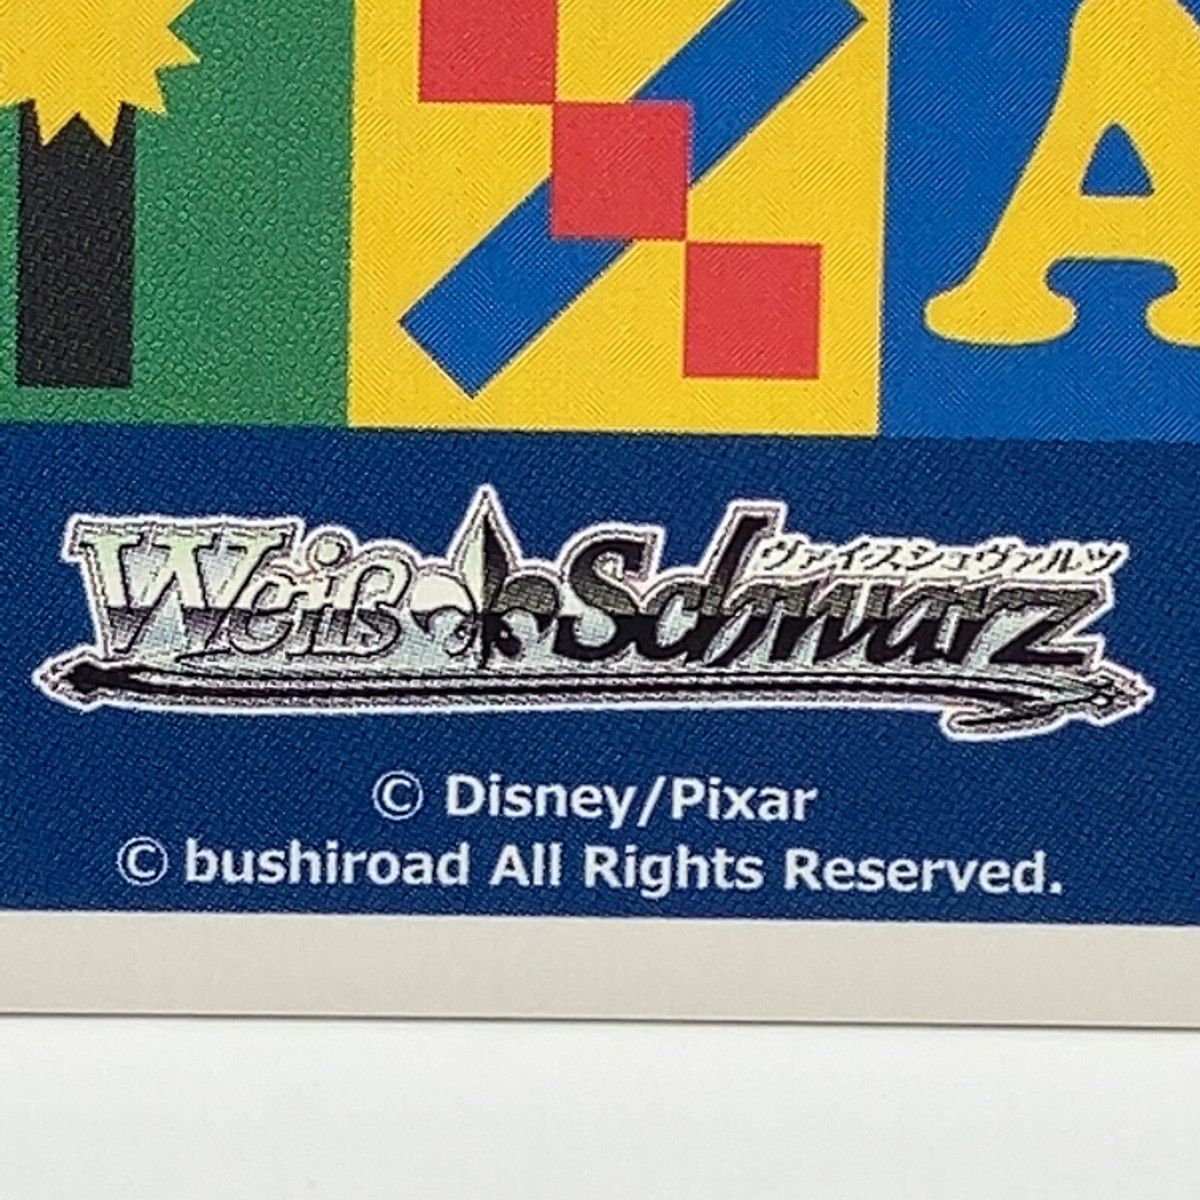 A
ヴァイスシュヴァルツ
Weiß Schwarz
© Disney/Pixar
© bushiroad All Rights Reserved.